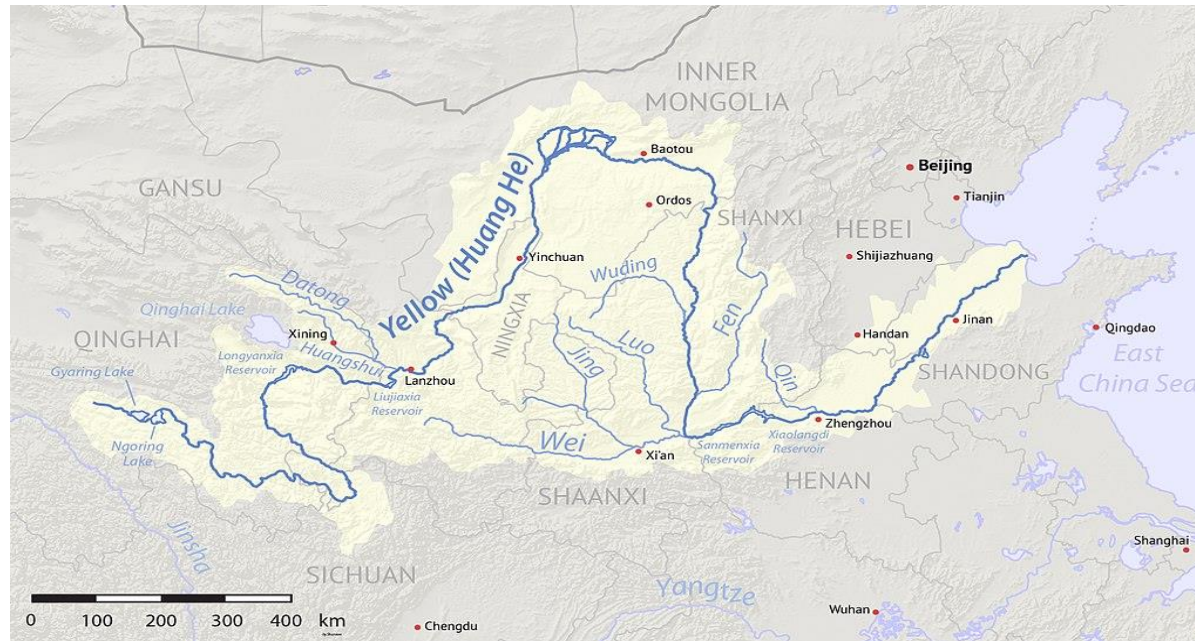 INNER
MONGOLIA
Baotou
Beijing
GANSU
Tianjin
Ordos
SHANXI
HEBEI
Yellow (Huang He)
Yinchuan
Shijiazhuang
Wuding
Datong
Qinghai Lake
NINGXIA
Fen
Xining
QINGHAI
Huangshui
Luo
Handan
Jinan
Qingdao
Longyanxia
Reservoir
Jing
East
China Sea
Gyaring Lake
Lanzhou
Qin
SHANDONG
Liujiaxia
Reservoir
Zhengzhou
Ngoring
Lake
Wei
Xi'an
Sanmenxia
Reservoir
Xiaolangdi
Reservoir
SHAANXI
HENAN
Jinsha
Shanghai
SICHUAN
Yangtze
0 100 200 300 400 km
Wuhan
Chengdu